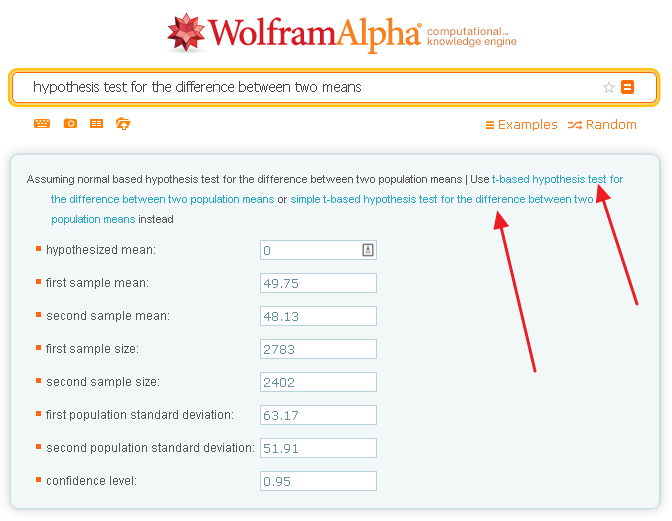 WolframAlpha computational... knowledge engine
hypothesis test for the difference between two means
Examples Random
Assuming normal based hypothesis test for the difference between two population means | Use t-based hypothesis test for
the difference between two population means or simple t-based hypothesis test for the difference between two
population means instead
hypothesized mean: 0
first sample mean: 49.75
second sample mean: 48.13
first sample size: 2783
second sample size: 2402
first population standard deviation: 63.17
second population standard deviation: 51.91
confidence level: 0.95